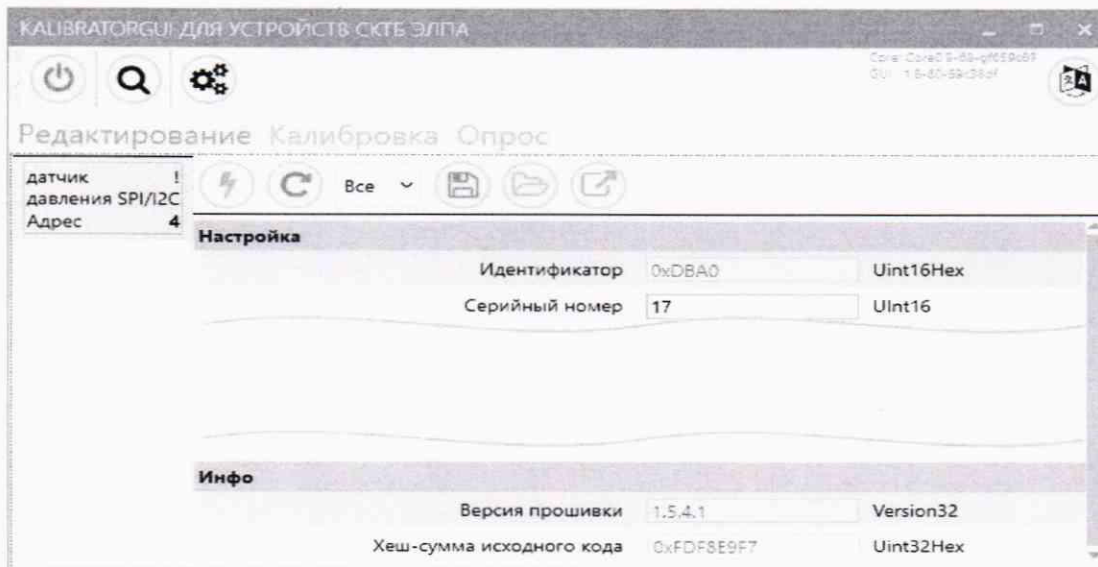 KALIBRATORGUI ДЛЯ УСТРОЙСТВ СКТБ ЭЛПА
Редактирование Калибровка Опрос
датчик !
давления SPI/I2C
Адрес 4
Все
Настройка
Идентификатор 0xDBA0 Uint16Hex
Серийный номер 17 UInt16
Инфо
Версия прошивки 1.5.4.1 Version32
Хеш-сумма исходного кода 0xFDF8E9F7 Uint32Hex